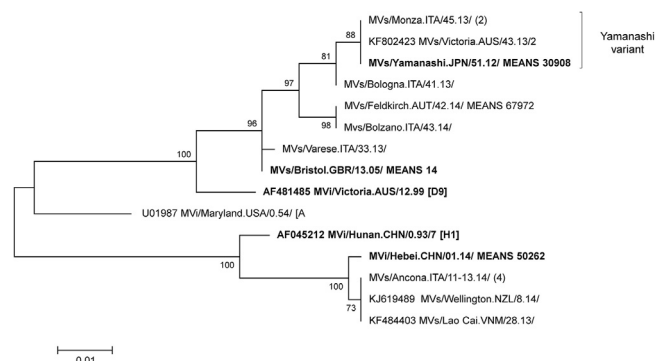 MVs/Monza.ITA/45.13/ (2)
KF802423 MVs/Victoria.AUS/43.13/2
MVs/Yamanashi.JPN/51.12/ MEANS 30908
Yamanashi
variant
MVs/Bologna.ITA/41.13/
MVs/Feldkirch.AUT/42.14/ MEANS 67972
MVs/Bolzano.ITA/43.14/
MVs/Varese.ITA/33.13/
MVs/Bristol.GBR/13.05/ MEANS 14
AF481485 MVi/Victoria.AUS/12.99 [D9]
U01987 MVi/Maryland.USA/0.54/ [A
AF045212 MVi/Hunan.CHN/0.93/7 [H1]
MVi/Hebei.CHN/01.14/ MEANS 50262
MVs/Ancona.ITA/11-13.14/ (4)
KJ619489 MVs/Wellington.NZL/8.14/
KF484403 MVs/Lao Cai.VNM/28.13/
88
81
97
98
96
100
100
100
73
0.01